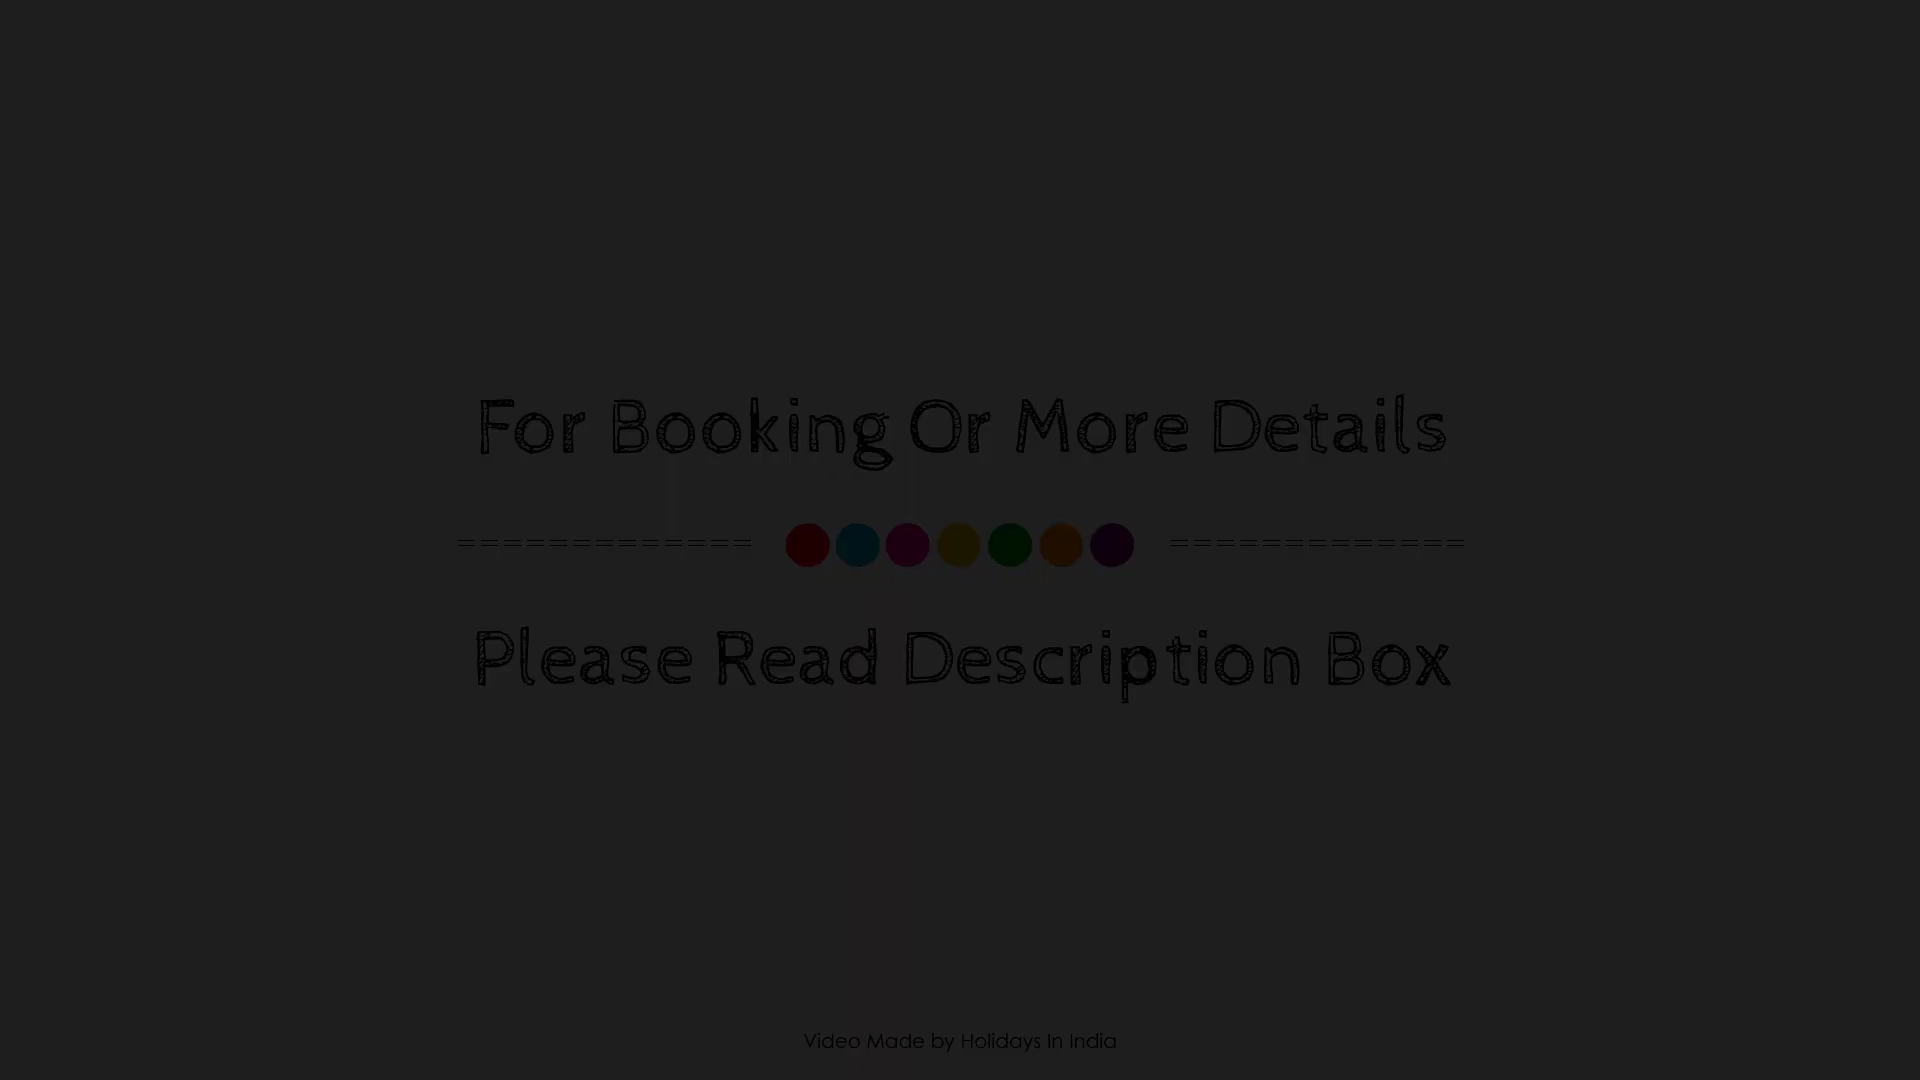 For Booking Or More Details
============= =============
Please Read Description Box
Video Made by Holidays In India